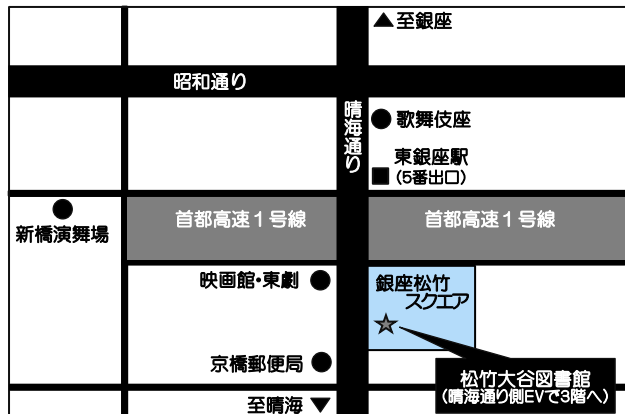 ▲至銀座
昭和通り
晴海通り
歌舞伎座
東銀座駅
(5番出口)
新橋演舞場
首都高速1号線
首都高速1号線
映画館・東劇
銀座松竹
スクエア
京橋郵便局
松竹大谷図書館
(晴海通り側EVで3階へ)
至晴海▼